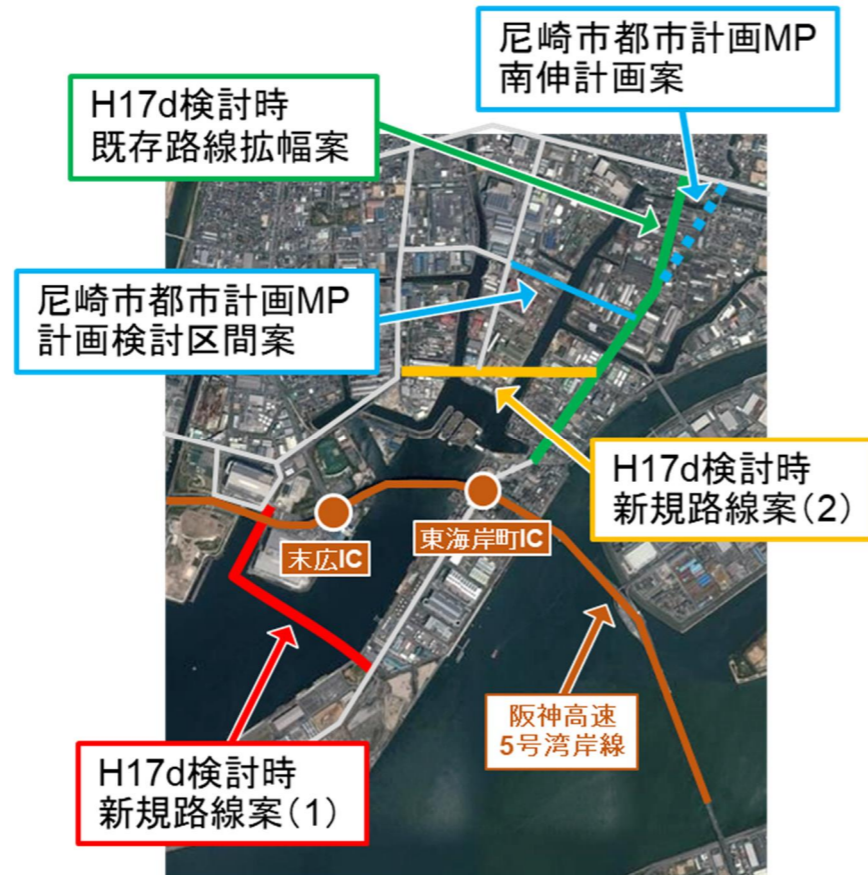 尼崎市都市計画MP
南伸計画案
H17d検討時
既存路線拡幅案
尼崎市都市計画MP
計画検討区間案
H17d検討時
新規路線案（2）
末広IC
東海岸町IC
阪神高速
5号湾岸線
H17d検討時
新規路線案（1）